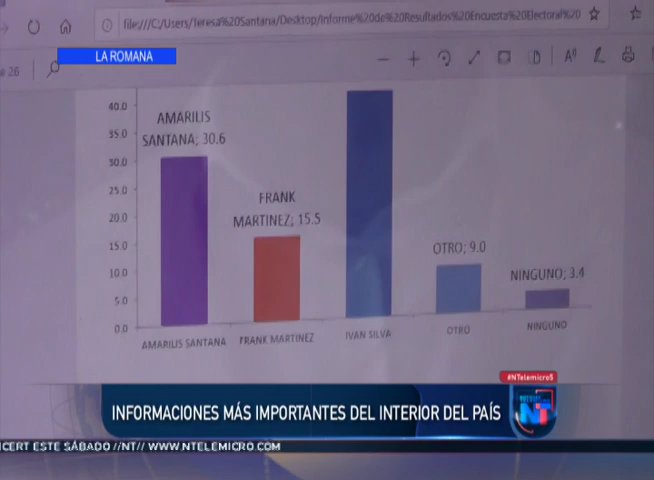 file:///C:/Users/Teresa%20Santana/Desktop/Informe%20de%20Resultados%20Encuesta%20Electoral%20
LA ROMANA
e 26
40.0
AMARILIS
SANTANA; 30.6
35.0
30.0
FRANK
MARTINEZ; 15.5
25.0
20.0
OTRO; 9.0
15.0
NINGUNO; 3.4
10.0
5.0
0.0
AMARILIS SANTANA FRANK MARTINEZ IVAN SILVA OTRO NINGUNO
#NTelemicro5
INFORMACIONES MÁS IMPORTANTES DEL INTERIOR DEL PAÍS
NT
NCERT ESTE SÁBADO //NT// WWW.NTELEMICRO.COM